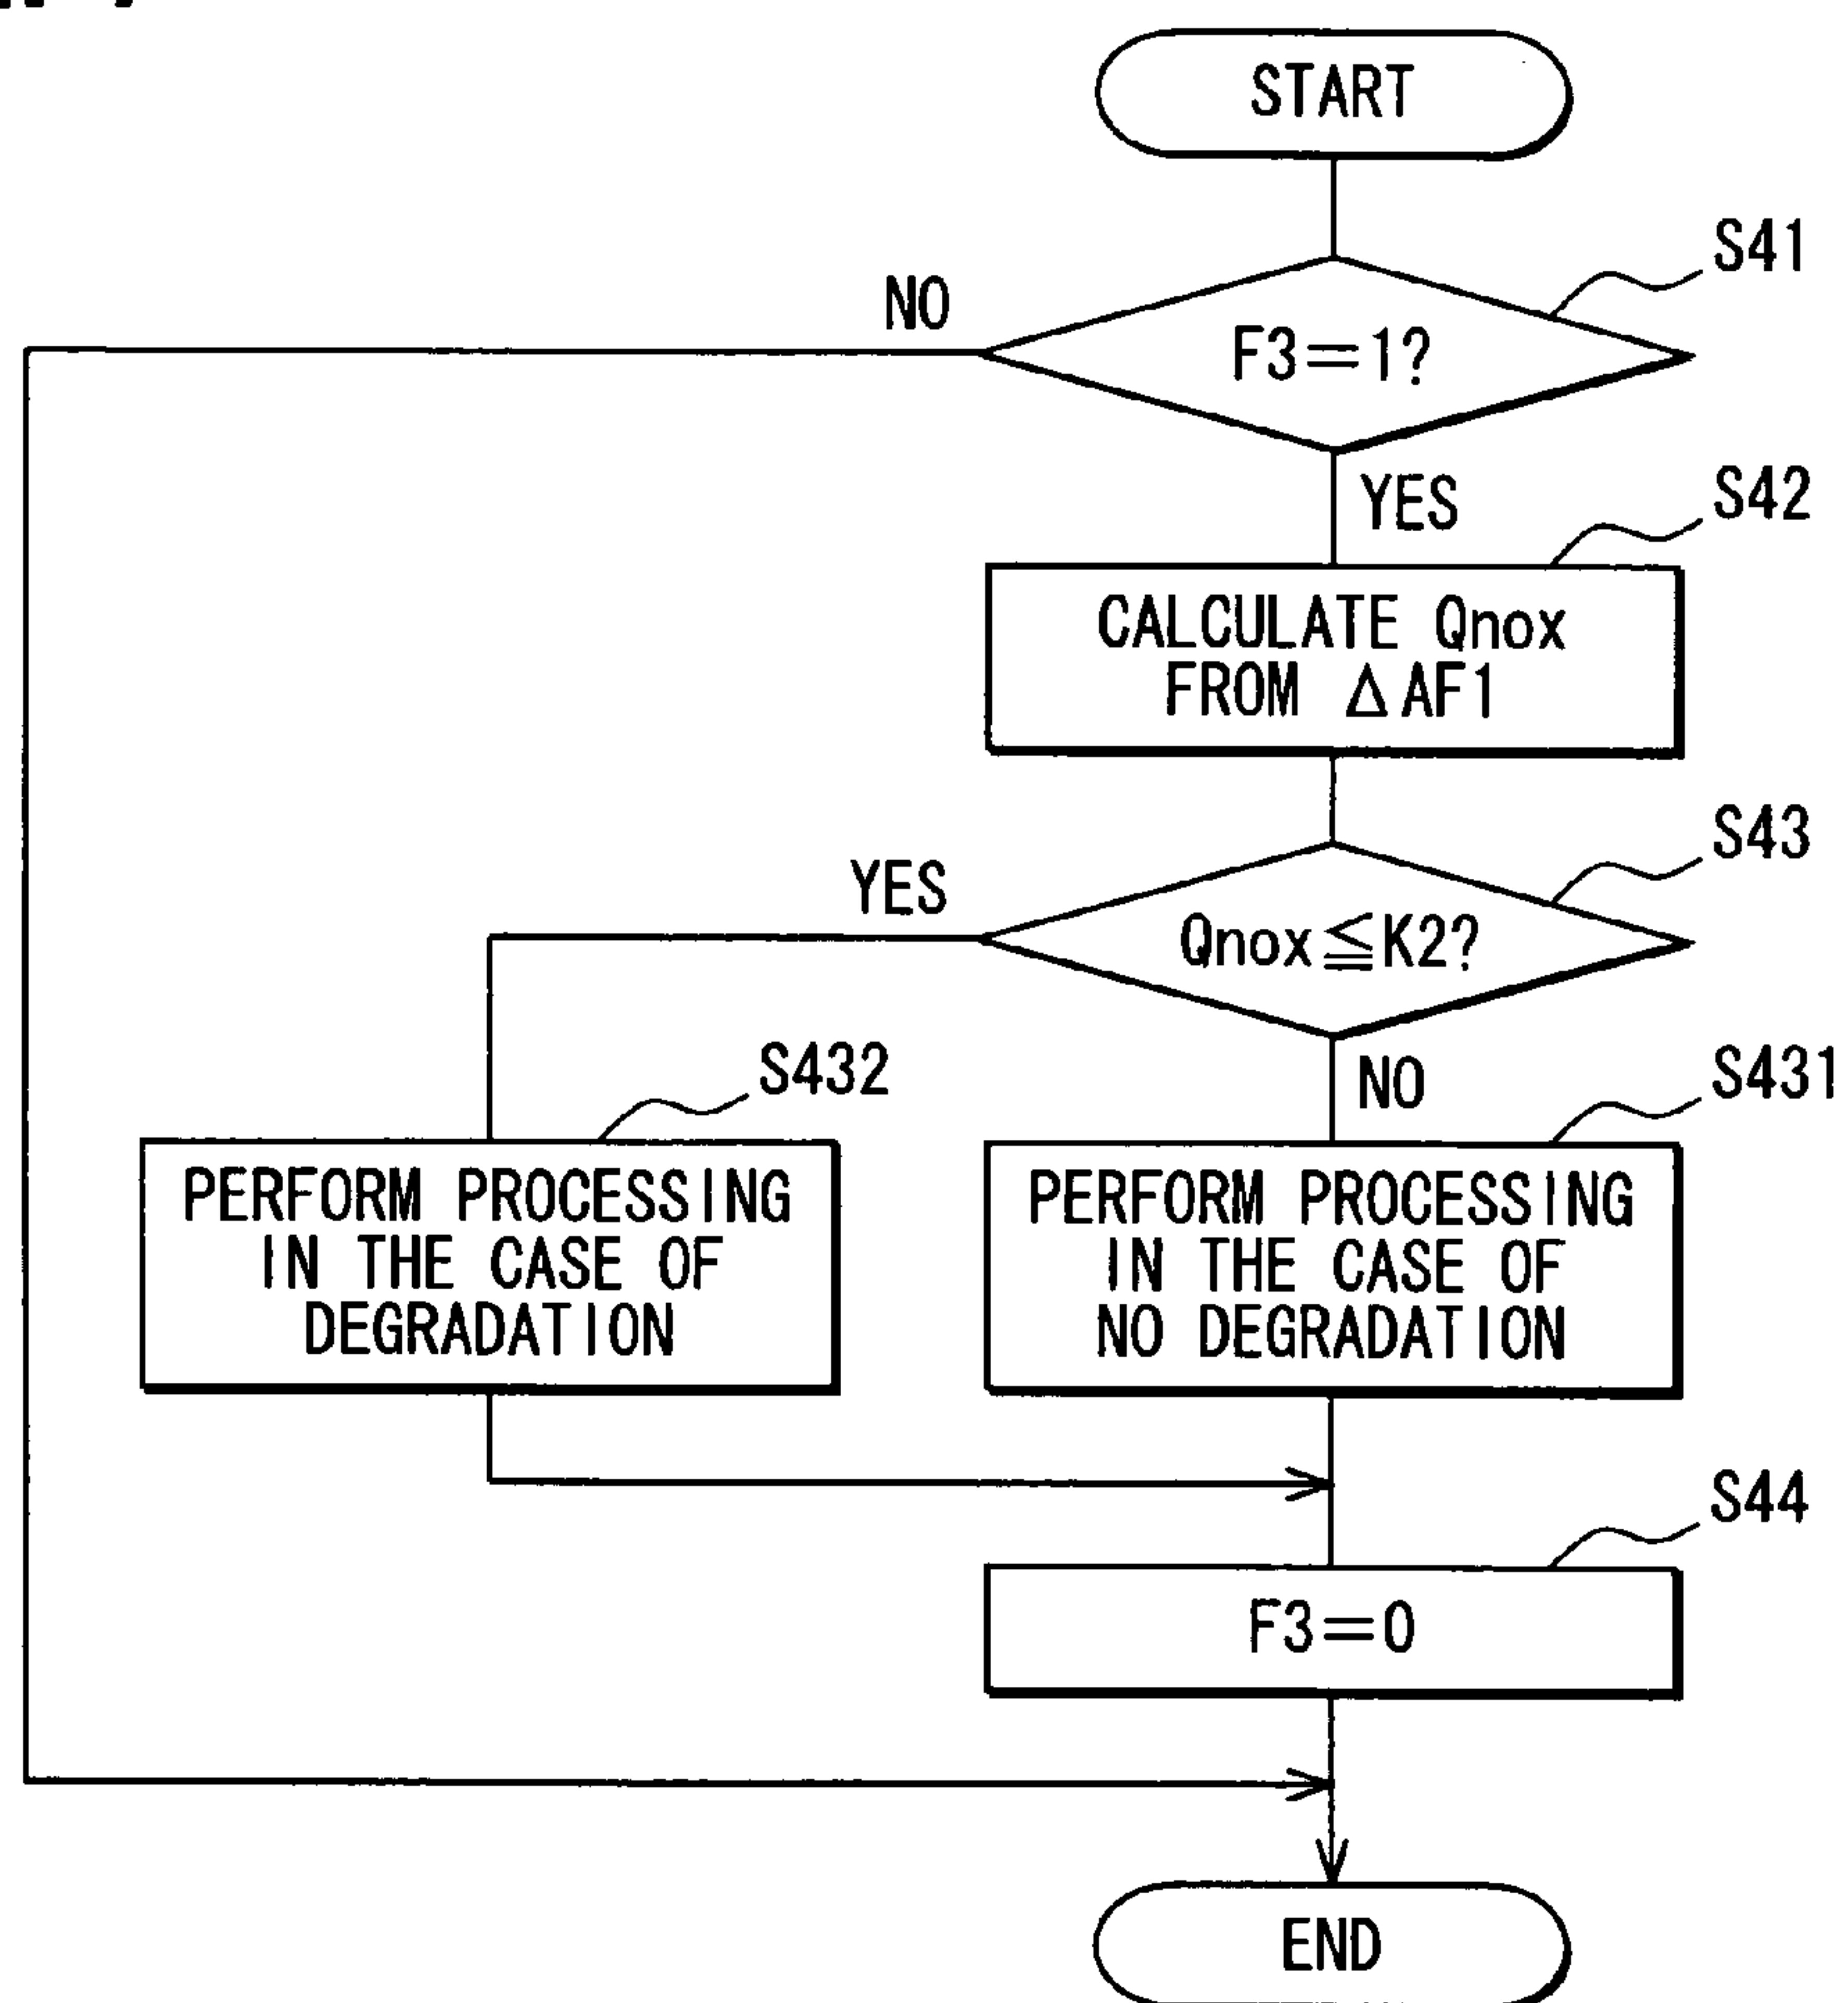 START
S41
NO
F3=1?
YES
S42
CALCULATE Qnox
FROM ΔAF1
S43
YES
Qnox≦K2?
S432
NO
S431
PERFORM PROCESSING
IN THE CASE OF
DEGRADATION
PERFORM PROCESSING
IN THE CASE OF
NO DEGRADATION
S44
F3=0
END